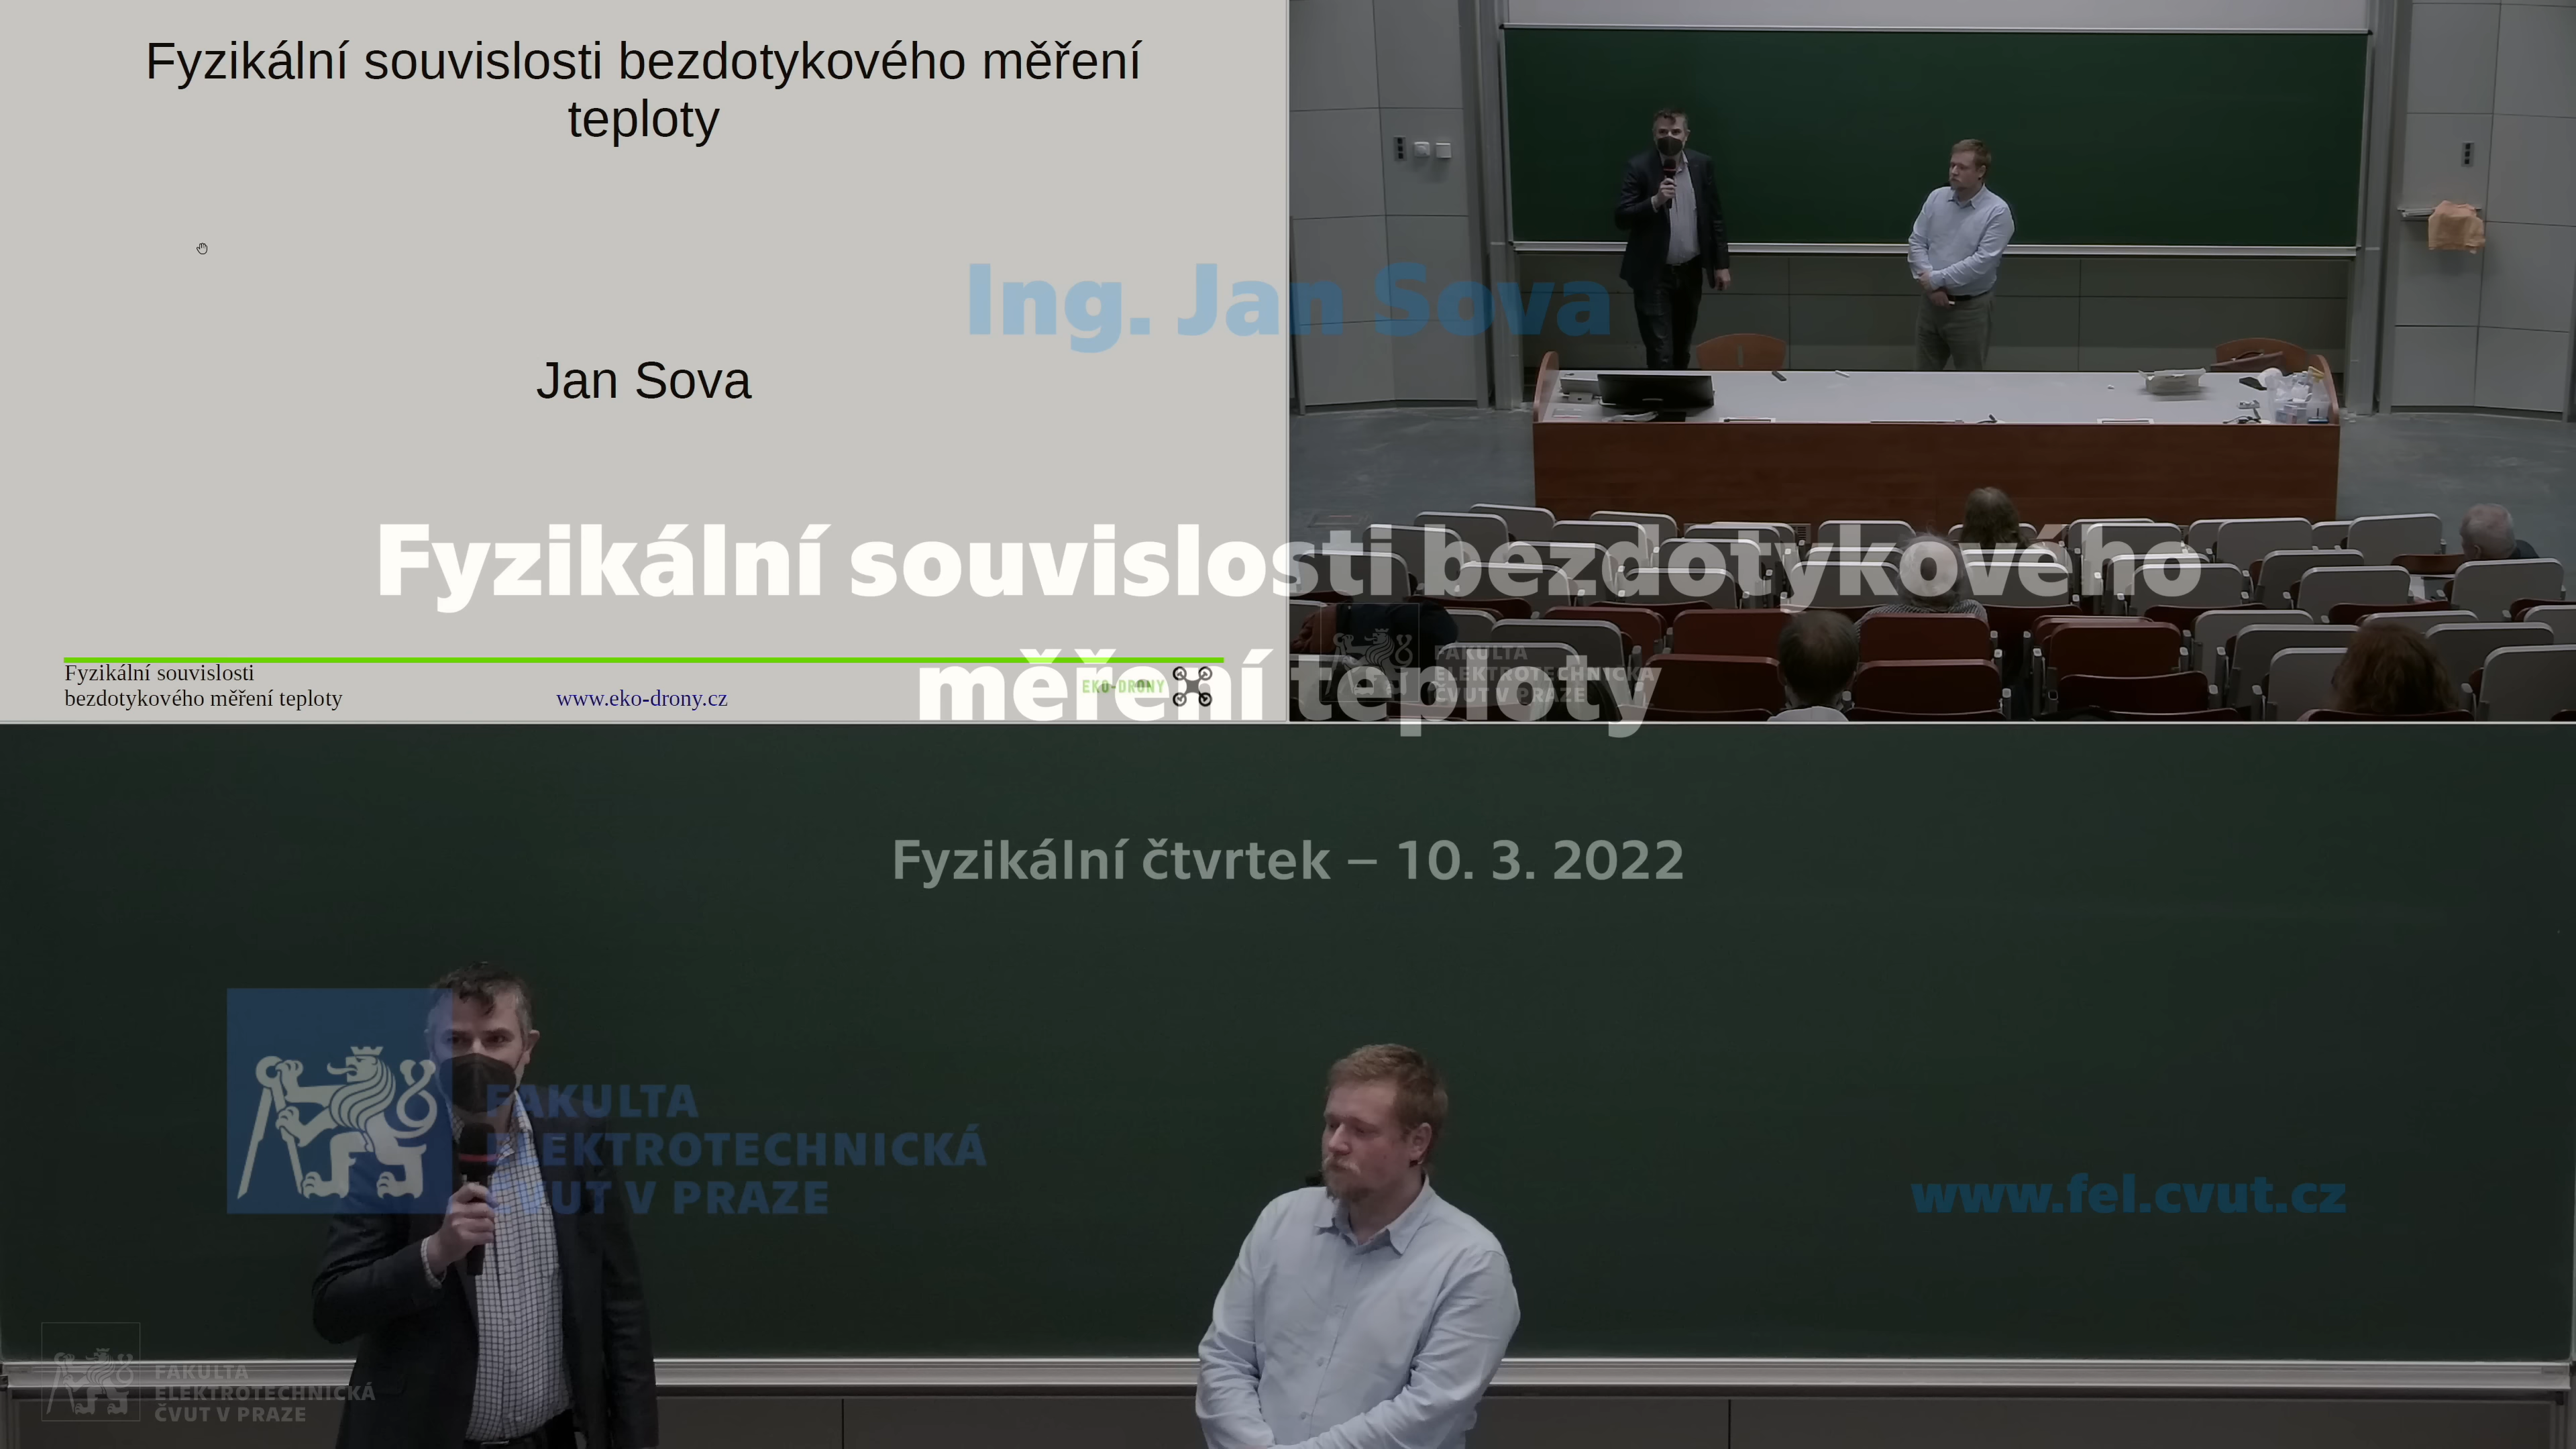 Fyzikální souvislosti bezdotykového měření
teploty
Jan Sova
Fyzikální souvislosti
bezdotykového měření teploty
www.eko-drony.cz
EKO-DRONY
Ing. Jan Sova
Fyzikální souvislosti bezdotykového
měření teploty
FAKULTA
ELEKTROTECHNICKÁ
ČVUT V PRAZE
Fyzikální čtvrtek – 10. 3. 2022
FAKULTA
ELEKTROTECHNICKÁ
ČVUT V PRAZE
www.fel.cvut.cz
FAKULTA
ELEKTROTECHNICKÁ
ČVUT V PRAZE